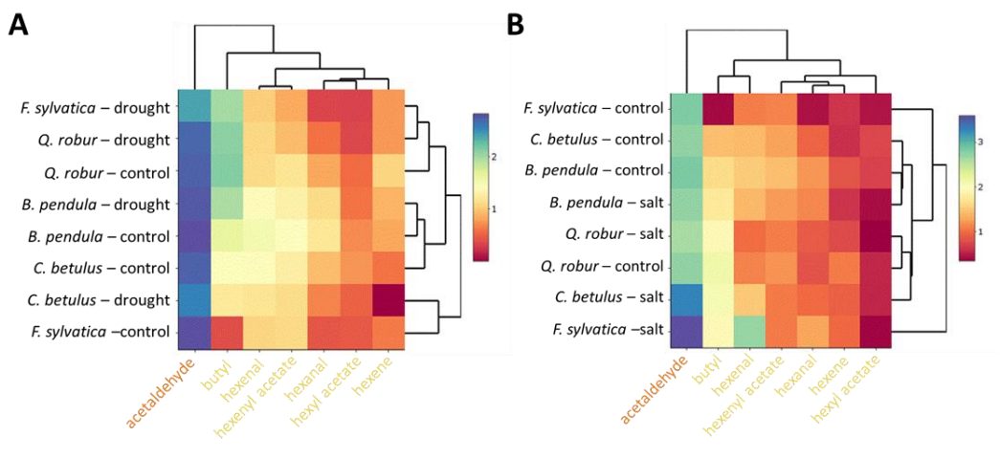 A
F. sylvatica – drought
Q. robur – drought
Q. robur – control
B. pendula – drought
B. pendula – control
C. betulus – control
C. betulus – drought
F. sylvatica –control
2
1
acetaldehyde
butyl
hexenal
hexenyl acetate
hexanal
hexyl acetate
hexene
B
F. sylvatica – control
C. betulus – control
B. pendula – control
B. pendula – salt
Q. robur – salt
Q. robur – control
C. betulus – salt
F. sylvatica –salt
3
2
1
acetaldehyde
butyl
hexenal
hexenyl acetate
hexanal
hexene
hexyl acetate